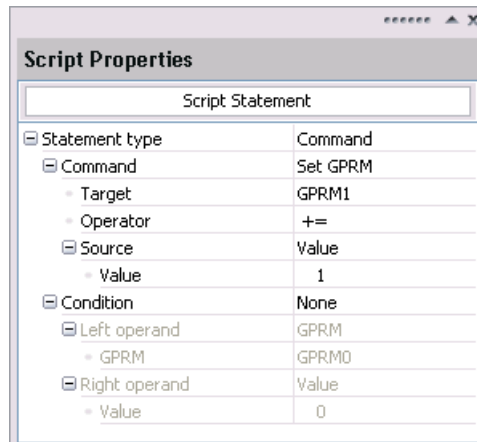 Script Properties
Script Statement
Statement type Command
Command Set GPRM
Target GPRM1
Operator +=
Source Value
Value 1
Condition None
Left operand GPRM
GPRM GPRM0
Right operand Value
Value 0